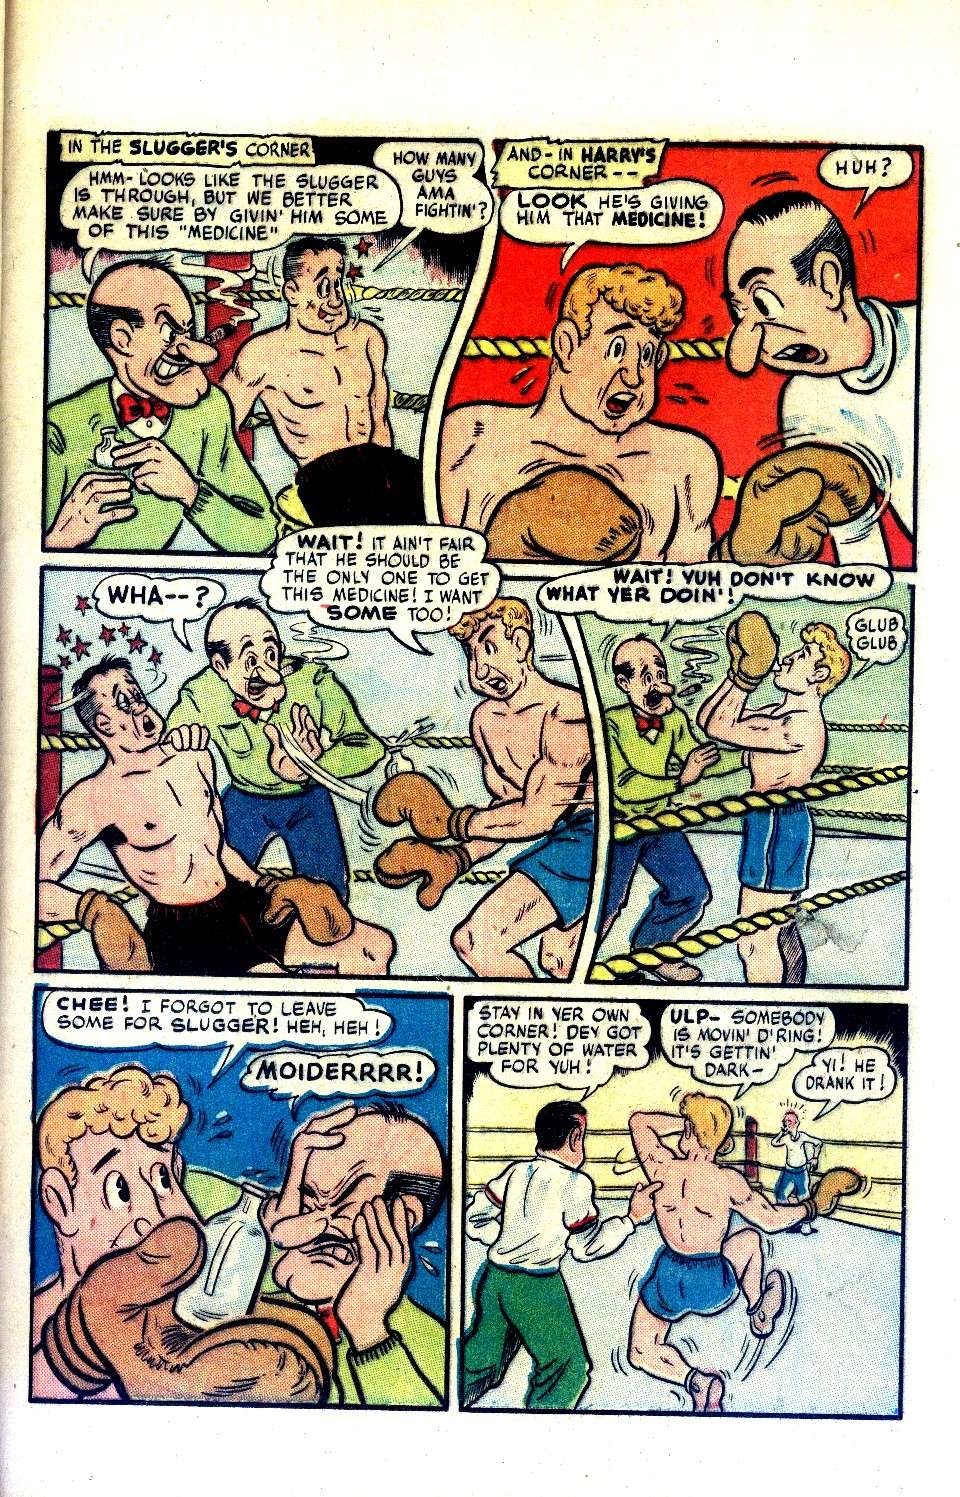 IN THE SLUGGER'S CORNER
HMM- LOOKS LIKE THE SLUGGER
IS THROUGH, BUT WE BETTER
MAKE SURE BY GIVIN' HIM SOME
OF THIS "MEDICINE"
HOW MANY
GUYS
AMA
FIGHTIN'?
AND- IN HARRY'S
CORNER--
LOOK HE'S GIVING
HIM THAT MEDICINE!
HUH?
WHA--?
WAIT! IT AIN'T FAIR
THAT HE SHOULD BE
THE ONLY ONE TO GET
THIS MEDICINE! I WANT
SOME TOO!
WAIT! YUH DON'T KNOW
WHAT YER DOIN'!
GLUB
GLUB
CHEE! I FORGOT TO LEAVE
SOME FOR SLUGGER! HEH, HEH!
MOIDERRRR!
STAY IN YER OWN
CORNER! DEY GOT
PLENTY OF WATER
FOR YUH!
ULP- SOMEBODY
IS MOVIN' D'RING!
IT'S GETTIN'
DARK-
YI! HE
DRANK IT!